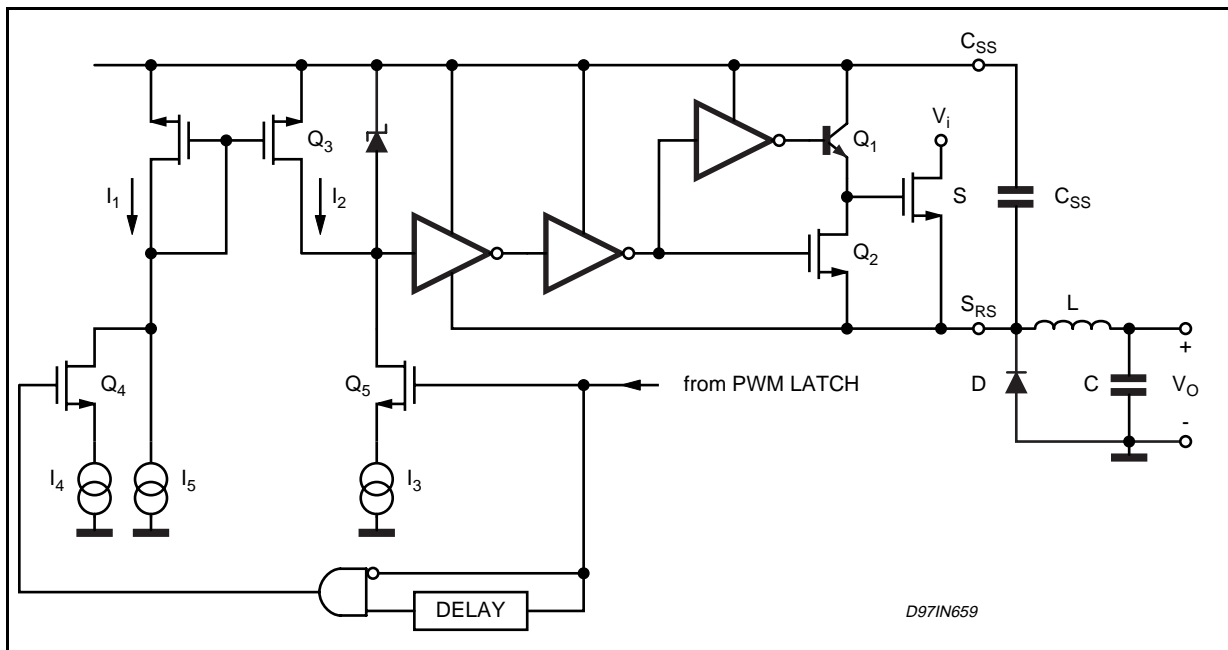 C_SS
V_i
Q_3
Q_1
I_1
I_2
S
C_SS
Q_2
S_RS
L
+
Q_4
Q_5
from PWM LATCH
D
C
V_O
-
I_4
I_5
I_3
DELAY
D97IN659